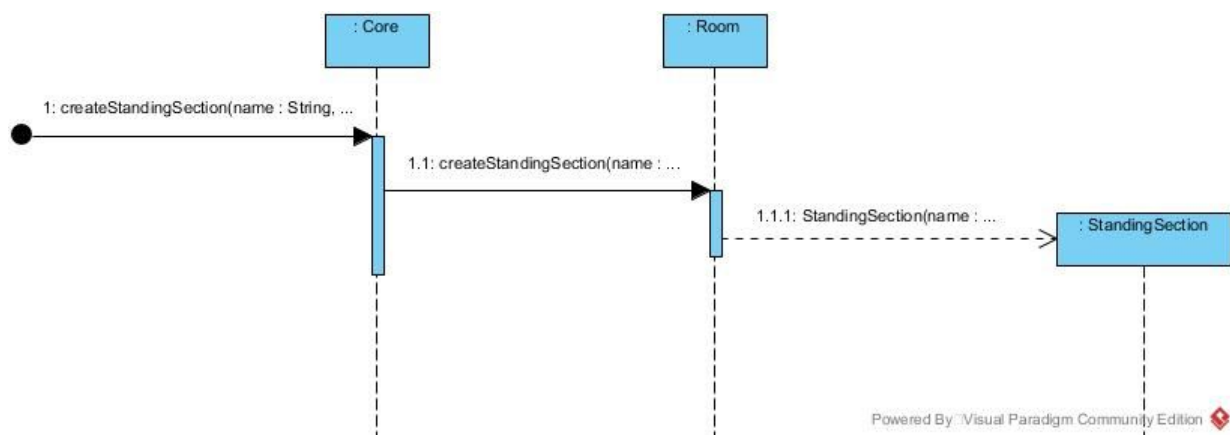 : Core
: Room
1: createStandingSection(name : String, ...
1.1: createStandingSection(name : ...
1.1.1: StandingSection(name : ...
: StandingSection
Powered By Visual Paradigm Community Edition